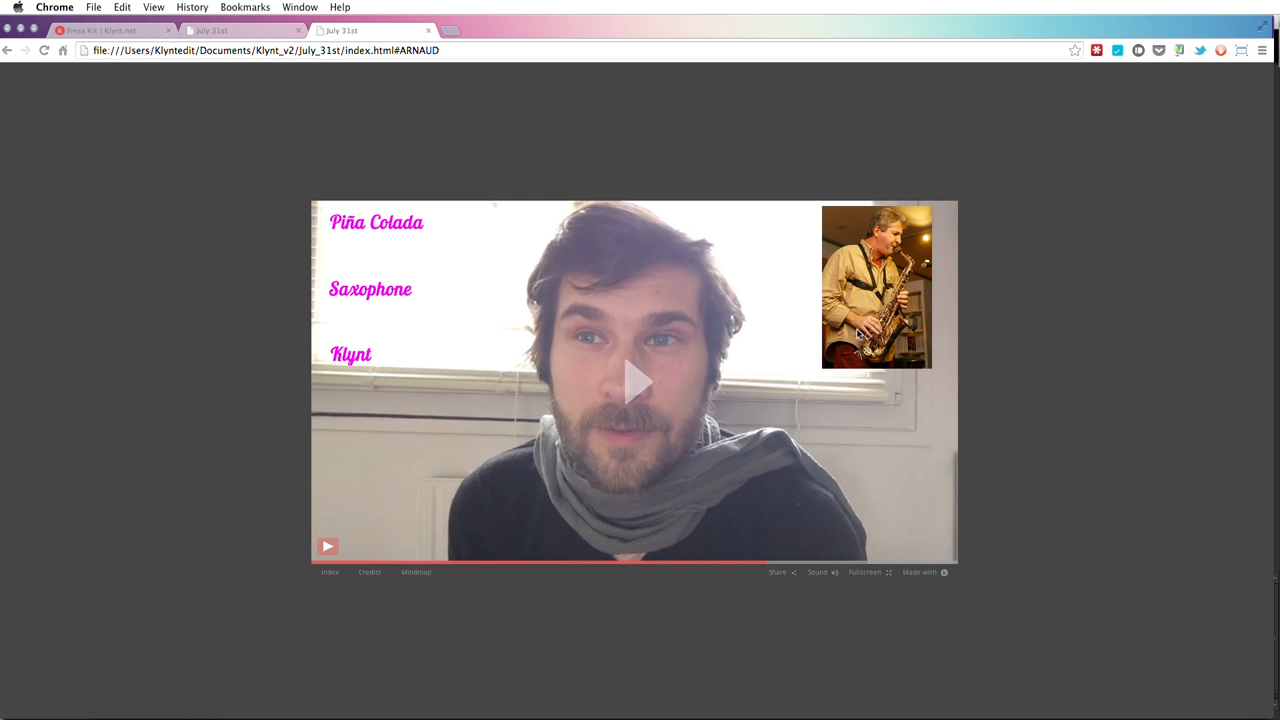 Chrome File Edit View History Bookmarks Window Help
Press Kit | Klynt.net July 31st July 31st
file:///Users/Klyntedit/Documents/Klynt_v2/July_31st/index.html#ARNAUD
Piña Colada
Saxophone
Klynt
Index Credits Mindmap Share Sound Fullscreen Made with